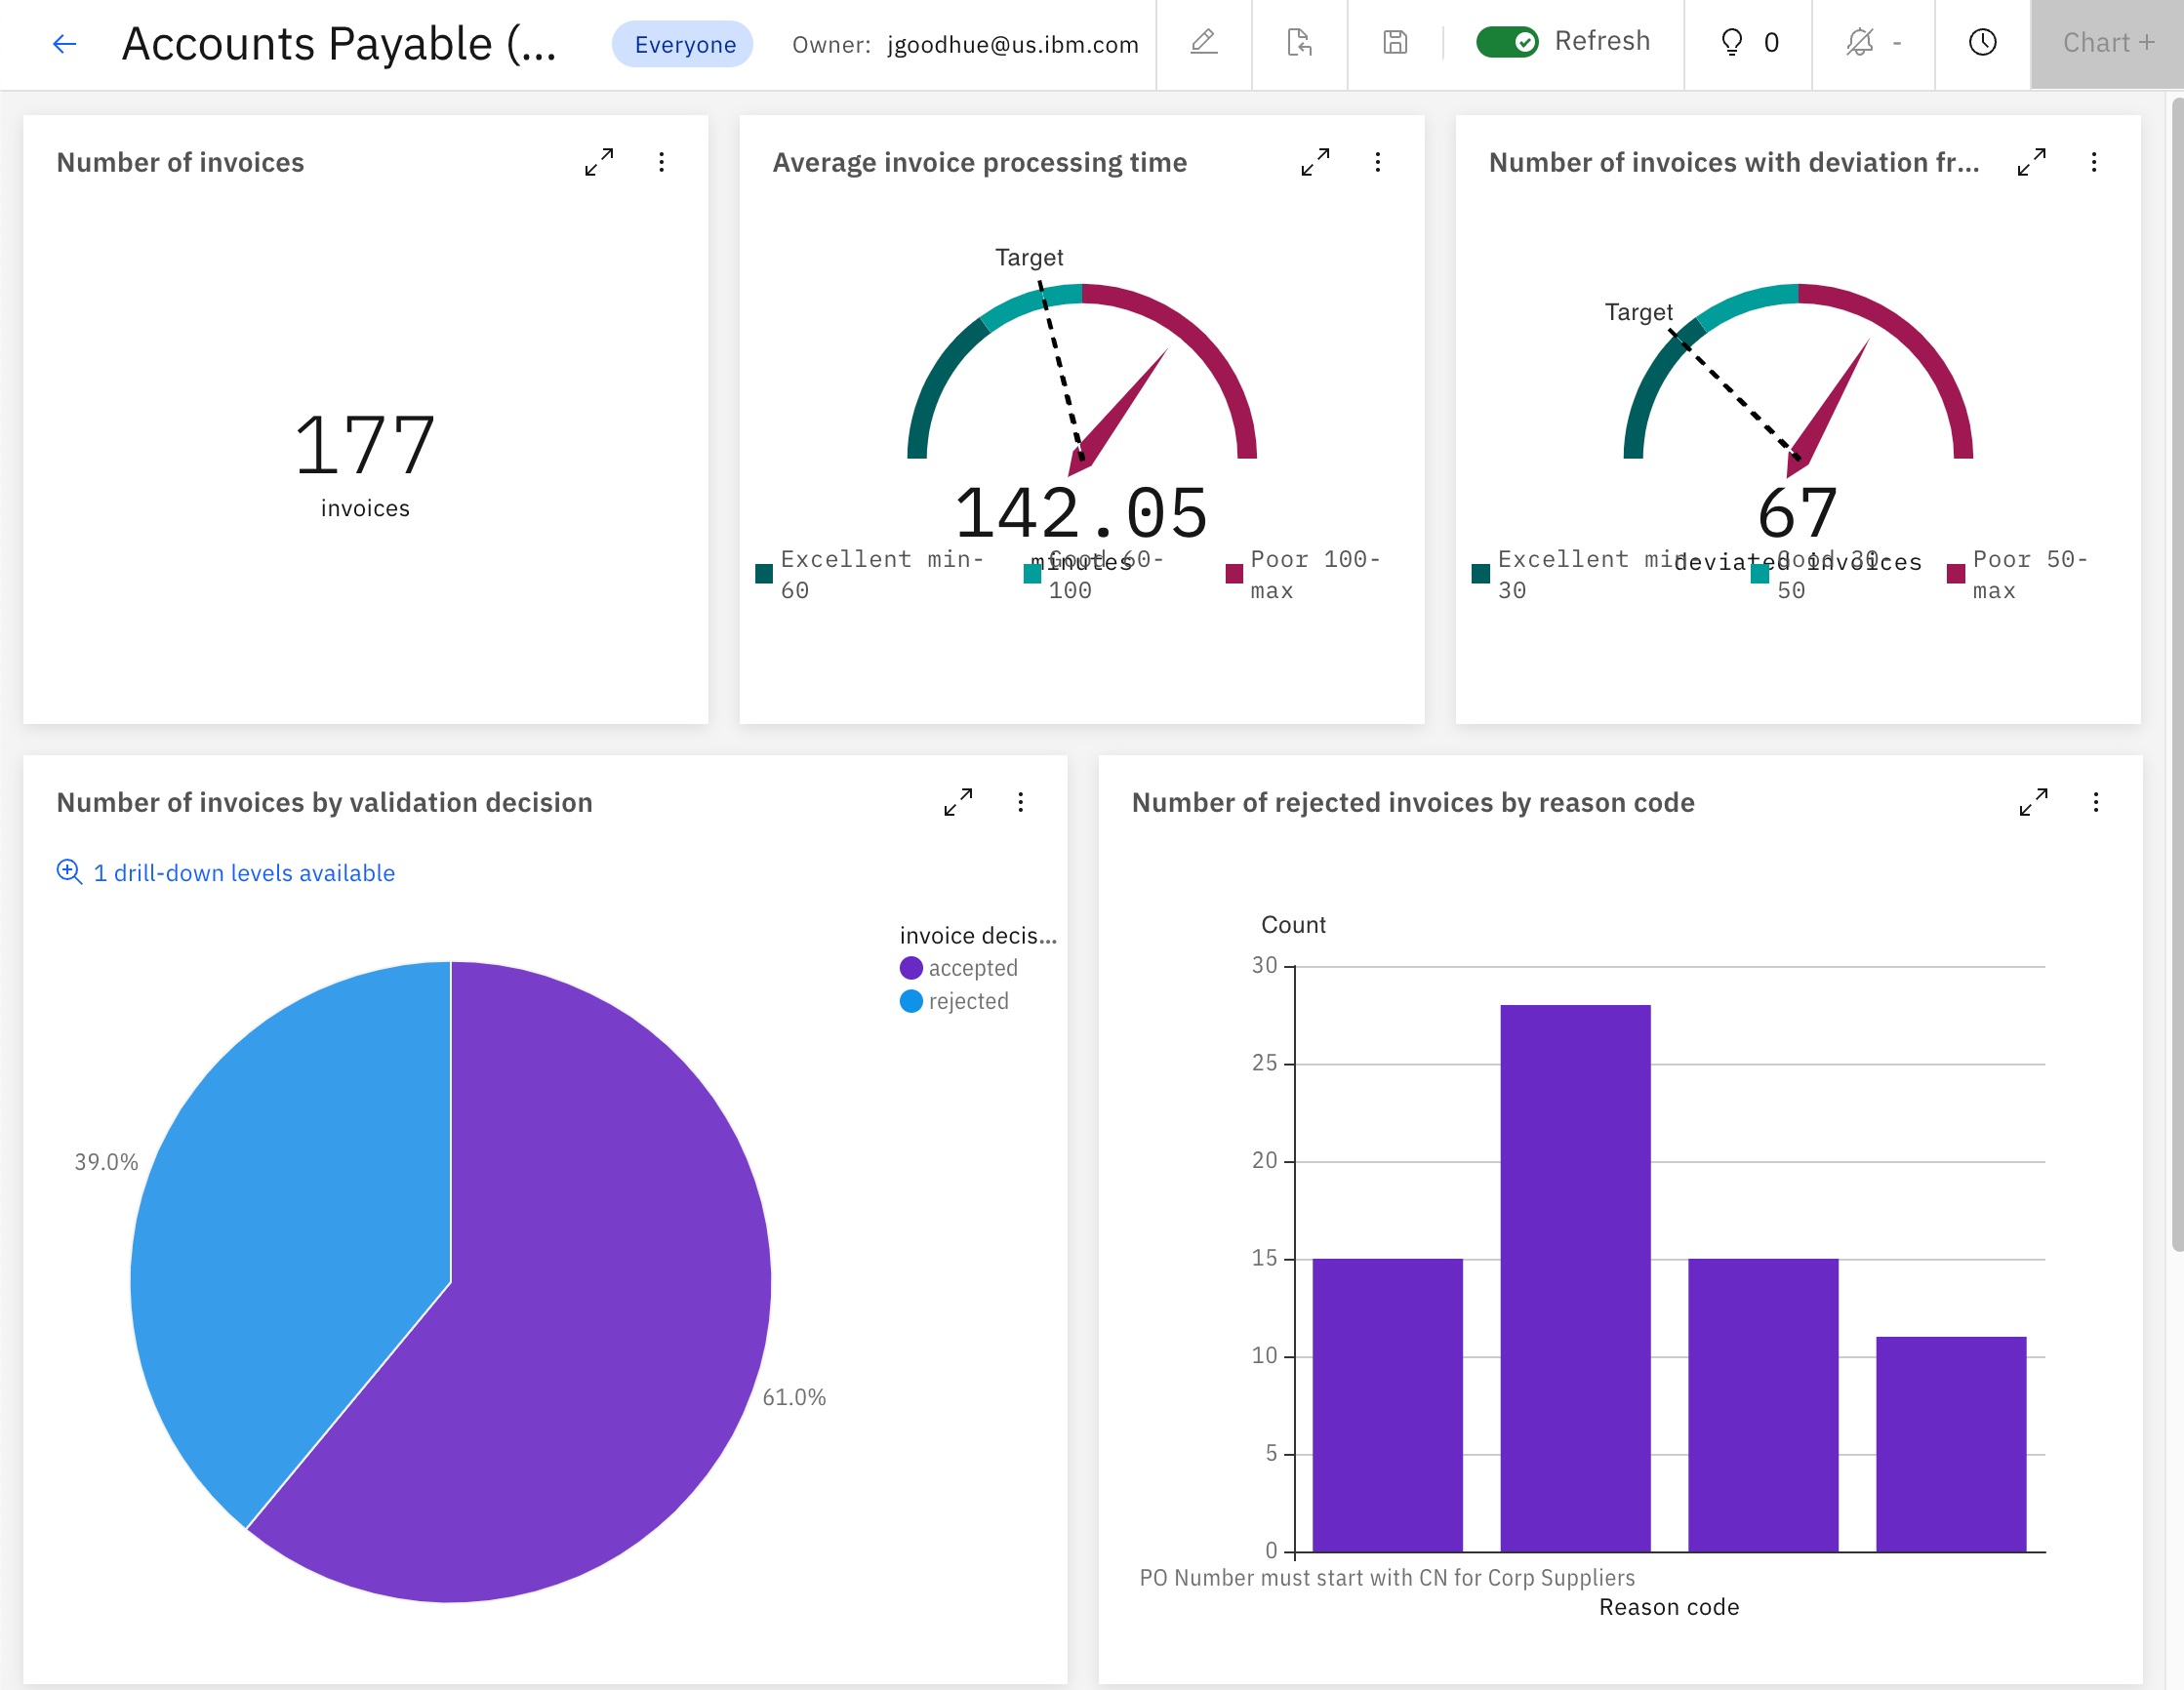 Accounts Payable (...
Everyone
Owner: jgoodhue@us.ibm.com
Refresh
0
-
Chart +
Number of invoices
177
invoices
Average invoice processing time
Target
142.05
minutes
Excellent min-
60
Good 60-
100
Poor 100-
max
Number of invoices with deviation fr...
Target
67
deviated invoices
Excellent min-
30
Good 30-
50
Poor 50-
max
Number of invoices by validation decision
1 drill-down levels available
invoice decis...
accepted
rejected
39.0%
61.0%
Number of rejected invoices by reason code
Count
30
25
20
15
10
5
0
PO Number must start with CN for Corp Suppliers
Reason code